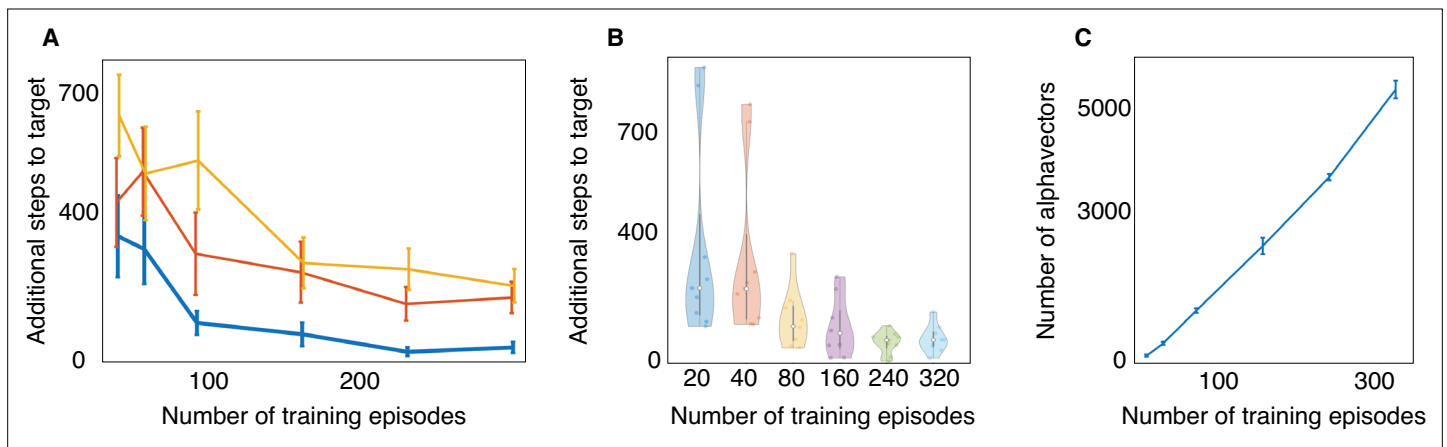 A
Additional steps to target
700
400
0
100 200
Number of training episodes
B
Additional steps to target
700
400
0
20 40 80 160 240 320
Number of training episodes
C
Number of alphavectors
5000
3000
0
100 300
Number of training episodes